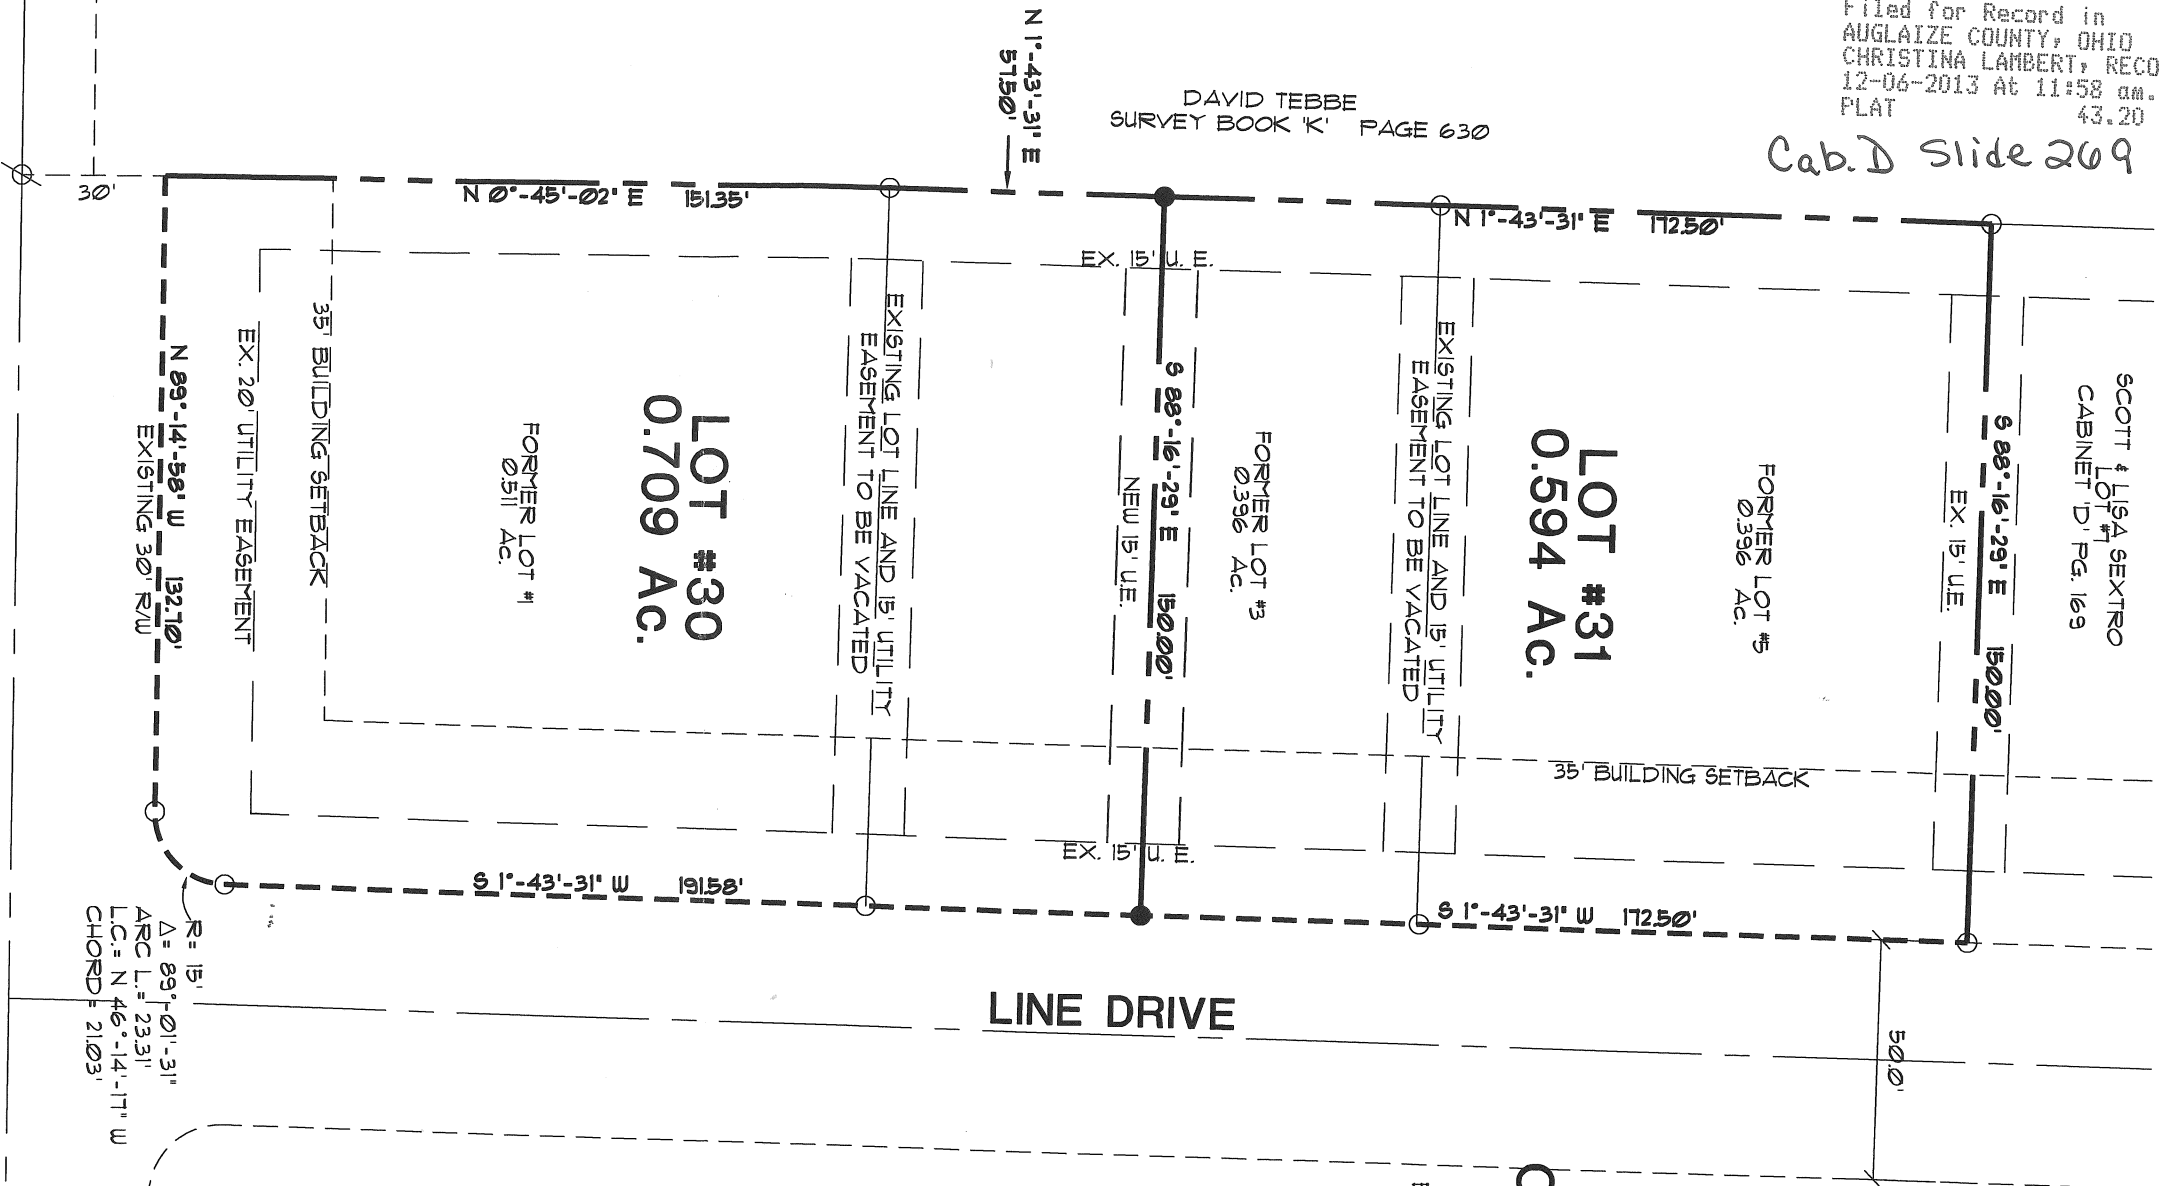 Filed for Record in
AUGLAIZE COUNTY, OHIO
CHRISTINA LAMBERT, RECO
12-06-2013 At 11:58 am.
PLAT 43.20
Cab. D Slide 269
DAVID TEBBE
SURVEY BOOK 'K' PAGE 630
N 1°-43'-31" E
57.50'
30'
N 0°-45'-02" E 151.35'
N 1°-43'-31" E 172.50'
EX. 15' U. E.
N 89°-14'-58" W 132.70'
EXISTING 30' R/W
EX. 20' UTILITY EASEMENT
35' BUILDING SETBACK
FORMER LOT #1
0.511 Ac.
LOT #30
0.709 Ac.
EXISTING LOT LINE AND 15' UTILITY
EASEMENT TO BE VACATED
S 88°-16'-29" E 150.00'
NEW 15' U.E.
FORMER LOT #3
0.396 Ac.
EXISTING LOT LINE AND 15' UTILITY
EASEMENT TO BE VACATED
LOT #31
0.594 Ac.
FORMER LOT #5
0.396 Ac.
S 88°-16'-29" E 150.00'
EX. 15' U.E.
SCOTT & LISA SEXTRO
LOT #7
CABINET 'D' PG. 169
35' BUILDING SETBACK
EX. 15' U. E.
S 1°-43'-31" W 191.58'
S 1°-43'-31" W 172.50'
R= 15'
Δ= 89°-01'-31"
ARC L.= 23.31'
L.C.= N 46°-14'-17" W
CHORD= 21.03'
LINE DRIVE
50.0'